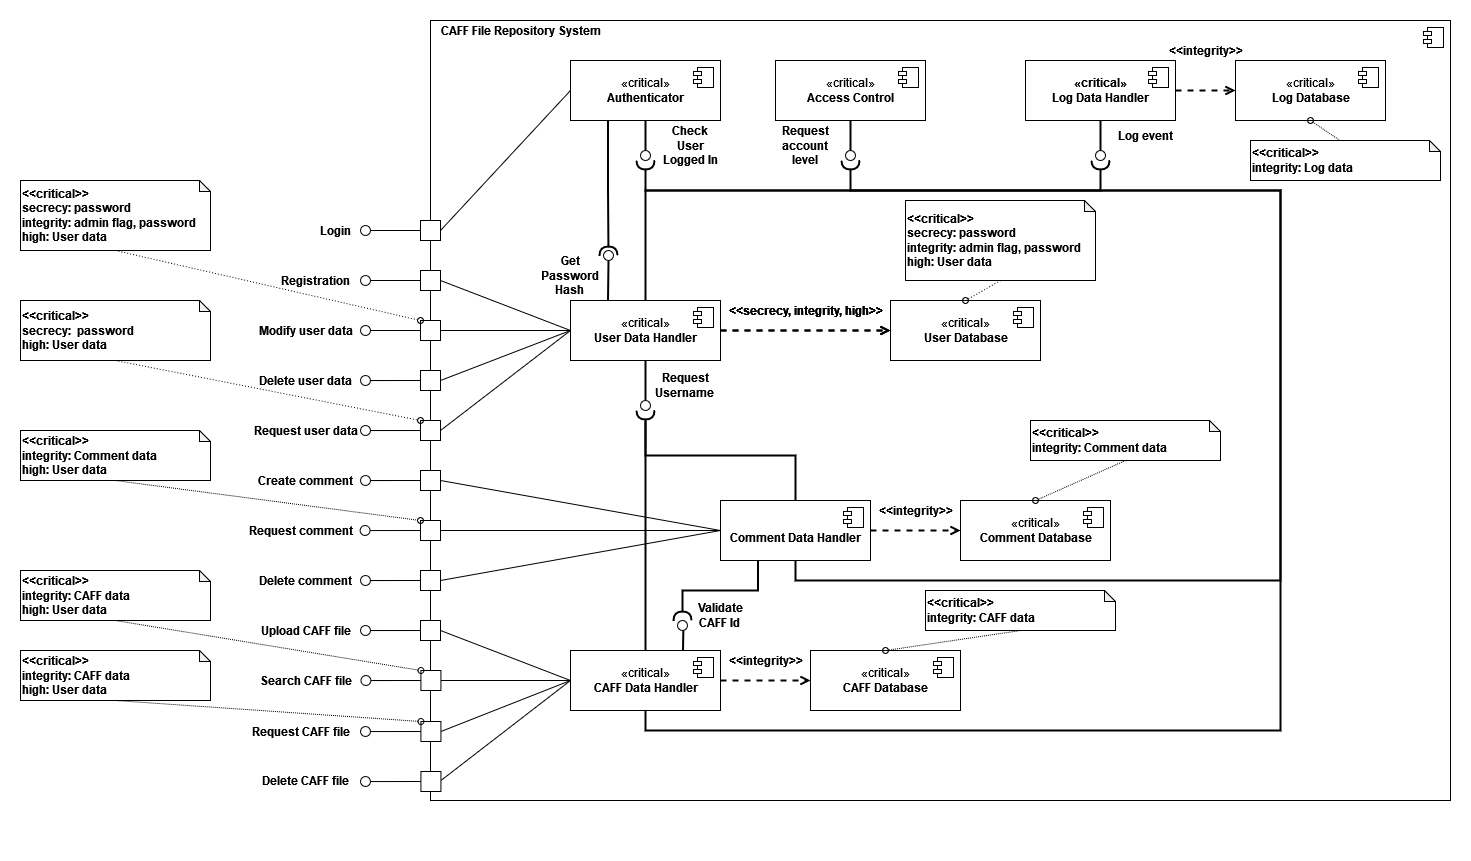 CAFF File Repository System
<<integrity>>
«critical»
Authenticator
«critical»
Access Control
«critical»
Log Data Handler
«critical»
Log Database
Check
User
Logged In
Request
account
level
Log event
<<critical>>
integrity: Log data
<<critical>>
secrecy: password
integrity: admin flag, password
high: User data
Login
<<critical>>
secrecy: password
integrity: admin flag, password
high: User data
Get
Password
Hash
Registration
<<critical>>
secrecy: password
high: User data
Modify user data
«critical»
User Data Handler
<<secrecy, integrity, high>>
«critical»
User Database
Delete user data
Request
Username
Request user data
<<critical>>
integrity: Comment data
high: User data
<<critical>>
integrity: Comment data
Create comment
Request comment
Delete comment
Comment Data Handler
<<integrity>>
«critical»
Comment Database
<<critical>>
integrity: CAFF data
high: User data
Validate
CAFF Id
<<critical>>
integrity: CAFF data
Upload CAFF file
<<critical>>
integrity: CAFF data
high: User data
Search CAFF file
«critical»
CAFF Data Handler
<<integrity>>
«critical»
CAFF Database
Request CAFF file
Delete CAFF file